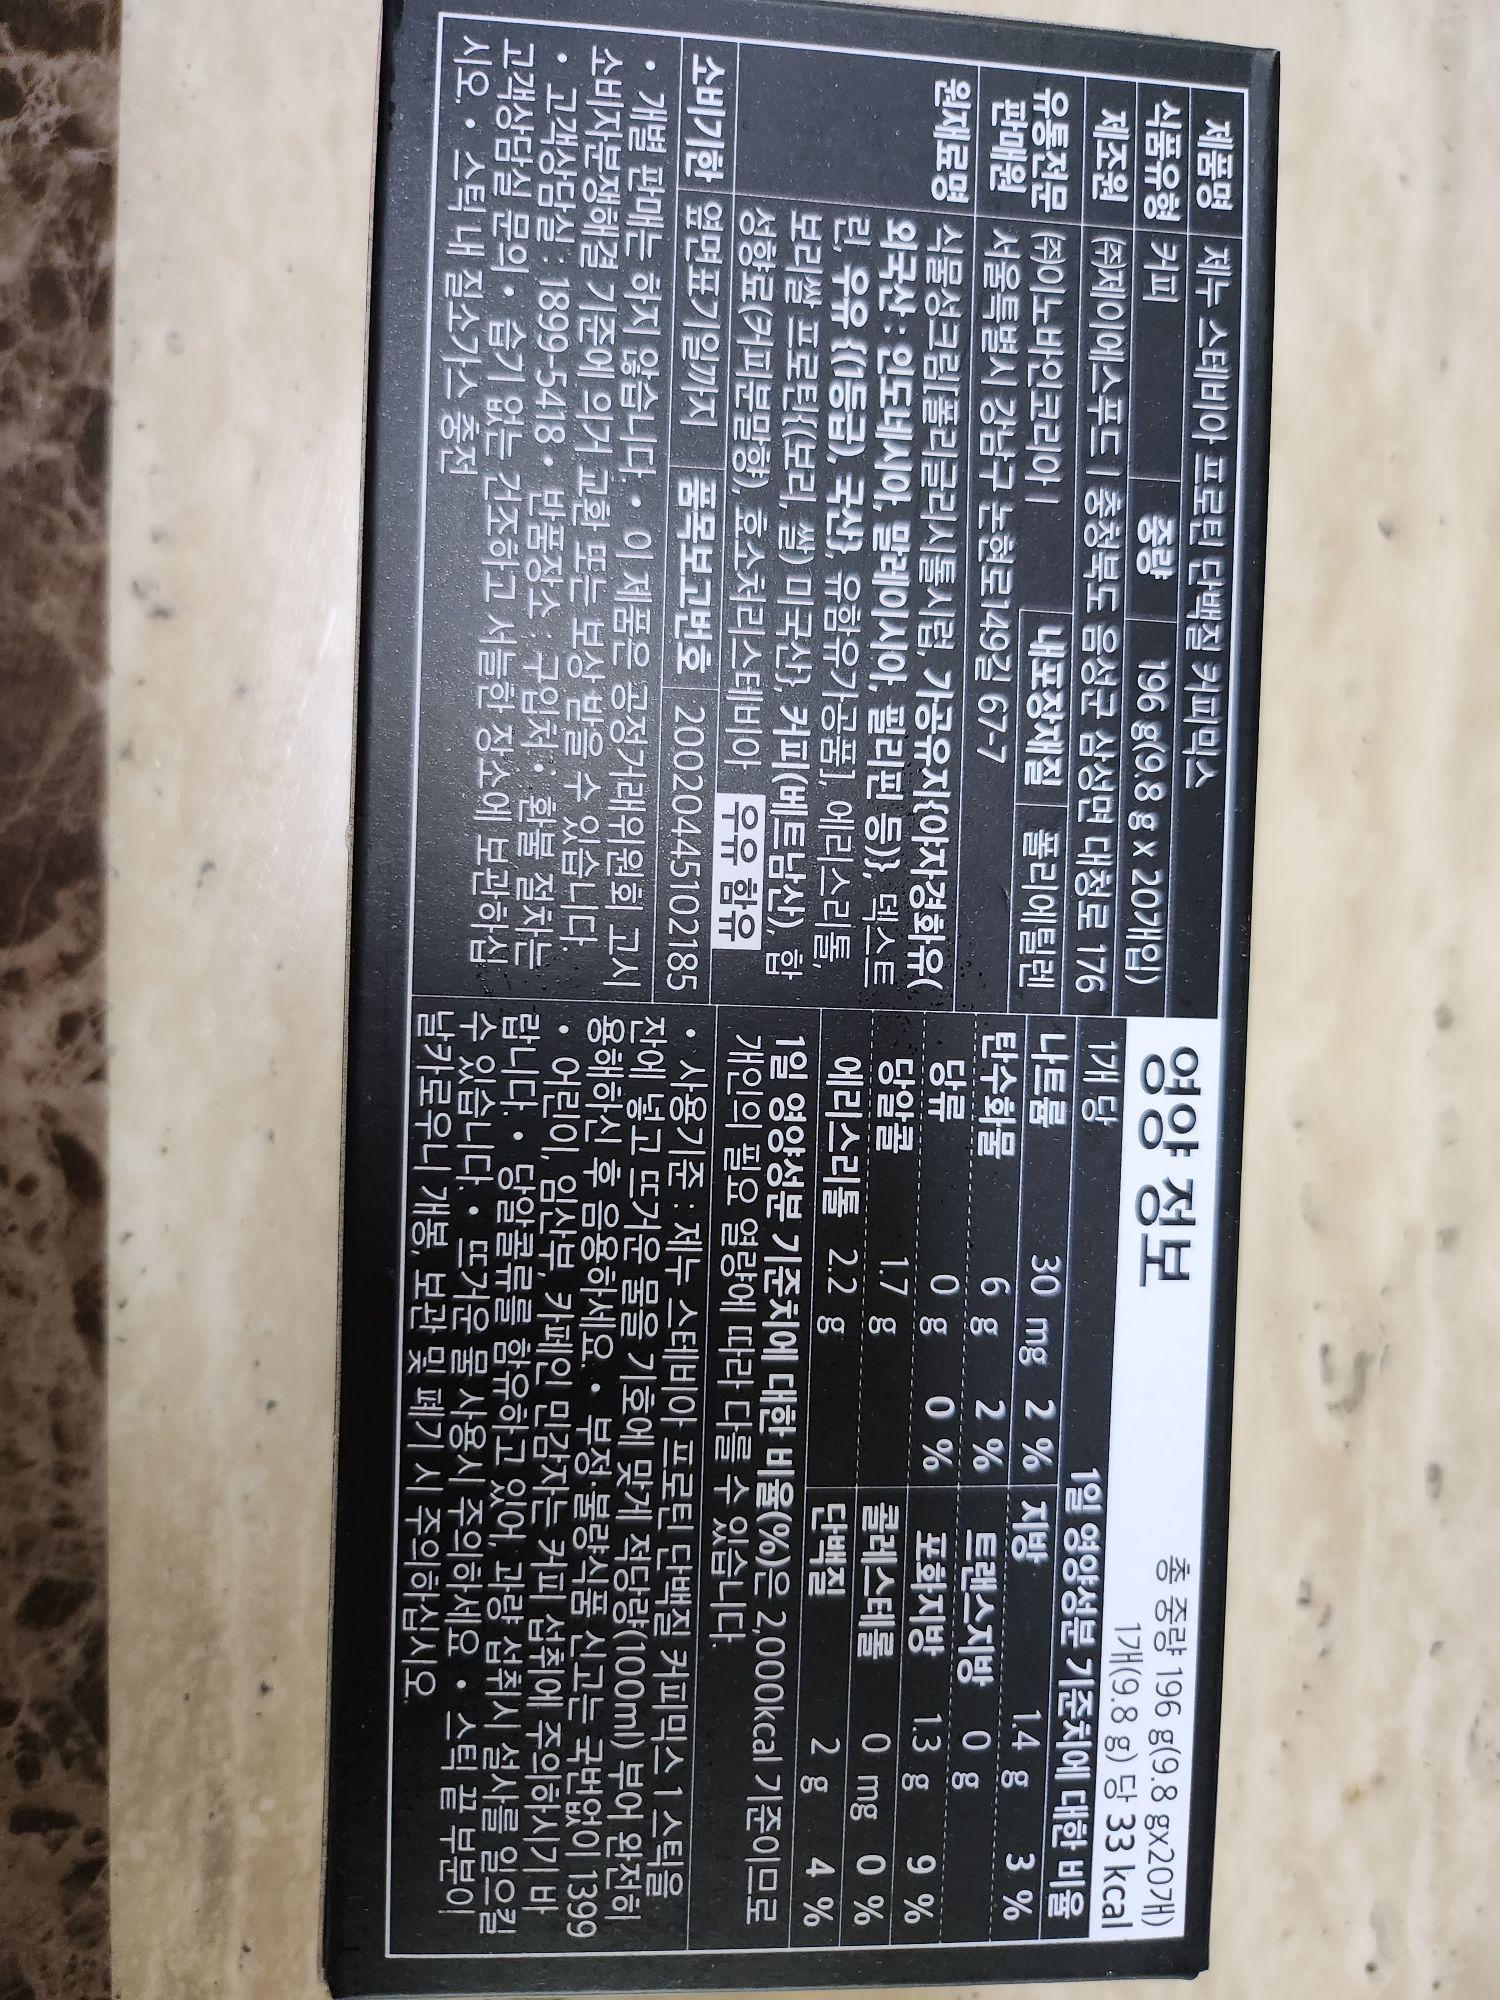 제품명 제누 스테비아 프로틴 단백질 커피믹스
식품유형 커피 중량 196 g(9.8 g x 20개입)
제조원 ㈜제이에스푸드 | 충청북도 음성군 삼성면 대청로 176
유통전문판매원 ㈜이노바인코리아 | 서울특별시 강남구 논현로149길 67-7
내포장재질 폴리에틸렌
원재료명 식물성크림[폴리글리시톨시럽, 가공유지{야자경화유(
외국산 : 인도네시아, 말레이시아, 필리핀 등)}, 덱스트
린, 우유 {(1등급), 국산}, 유함유가공품], 에리스리톨,
보리쌀 프로틴{(보리, 쌀) 미국산}, 커피(베트남산), 합
성향료(커피분말향), 효소처리스테비아 우유 함유
소비기한 옆면표기일까지 품목보고번호 20020445102185
• 개별 판매는 하지 않습니다. • 이 제품은 공정거래위원회 고시
소비자분쟁해결 기준에 의거 교환 또는 보상 받을 수 있습니다.
• 고객상담실 : 1899-5418 • 반품장소 : 구입처 • 환불 절차는
고객상담실 문의 • 습기 없는 건조하고 서늘한 장소에 보관하십
시오. • 스틱 내 질소가스 충전
영양 정보 총 중량 196 g(9.8 gx20개)
1개(9.8 g) 당 33 kcal
1개 당 1일 영양성분 기준치에 대한 비율
나트륨 30 mg 2 % 지방 1.4 g 3 %
탄수화물 6 g 2 % 트랜스지방 0 g
당류 0 g 0 % 포화지방 1.3 g 9 %
당알콜 1.7 g 콜레스테롤 0 mg 0 %
에리스리톨 2.2 g 단백질 2 g 4 %
1일 영양성분 기준치에 대한 비율(%)은 2,000kcal 기준이므로
개인의 필요 열량에 따라 다를 수 있습니다.
• 사용기준 : 제누 스테비아 프로틴 단백질 커피믹스 1 스틱을
잔에 넣고 뜨거운 물을 기호에 맞게 적당량(100ml) 부어 완전히
용해하신 후 음용하세요. • 부정·불량식품 신고는 국번없이 1399
• 어린이, 임산부, 카페인 민감자는 커피 섭취에 주의하시기 바
랍니다. • 당알콜류를 함유하고 있어, 과량 섭취시 설사를 일으킬
수 있습니다. • 뜨거운 물 사용시 주의하세요. • 스틱 끝 부분이
날카로우니 개봉, 보관 및 폐기 시 주의하십시오.